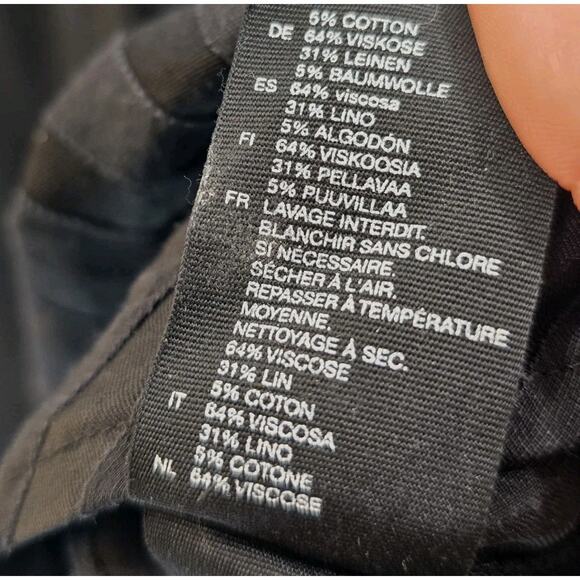 5% COTTON
DE 64% VISKOSE
31% LEINEN
5% BAUMWOLLE
ES 64% viscosa
31% LINO
5% ALGODÓN
FI 64% VISKOOSIA
31% PELLAVAA
5% PUUVILLAA
FR LAVAGE INTERDIT.
BLANCHIR SANS CHLORE
SI NECESSAIRE.
SÉCHER À L'AIR.
REPASSER À TEMPÉRATURE
MOYENNE.
NETTOYAGE À SEC.
64% VISCOSE
31% LIN
5% COTON
IT 64% VISCOSA
31% LINO
5% COTONE
NL 64% VISCOSE